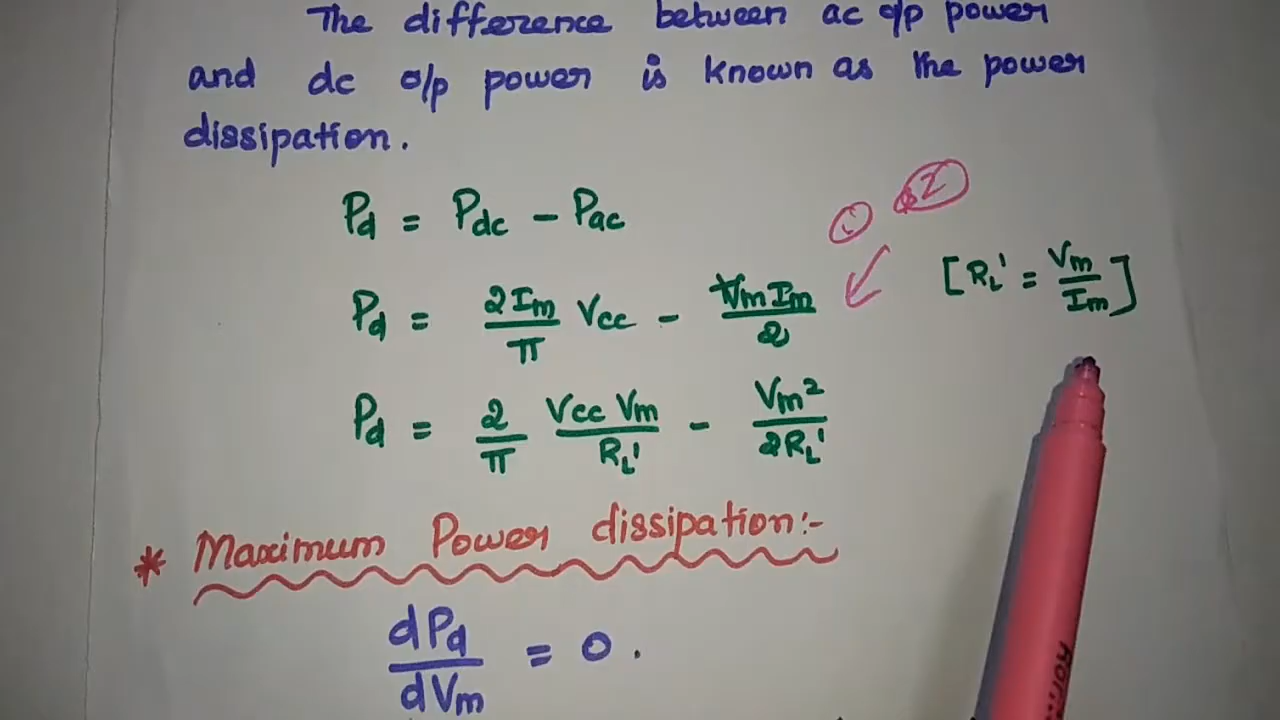 The difference between ac o/p power
and dc o/p power is known as the power
dissipation.
Pd = Pdc - Pac
Pd = 2Im/π Vcc - VmIm/2 [RL' = Vm/Im]
Pd = 2/π VccVm/RL' - Vm²/2RL'
* Maximum Power dissipation:-
dPd/dVm = 0.